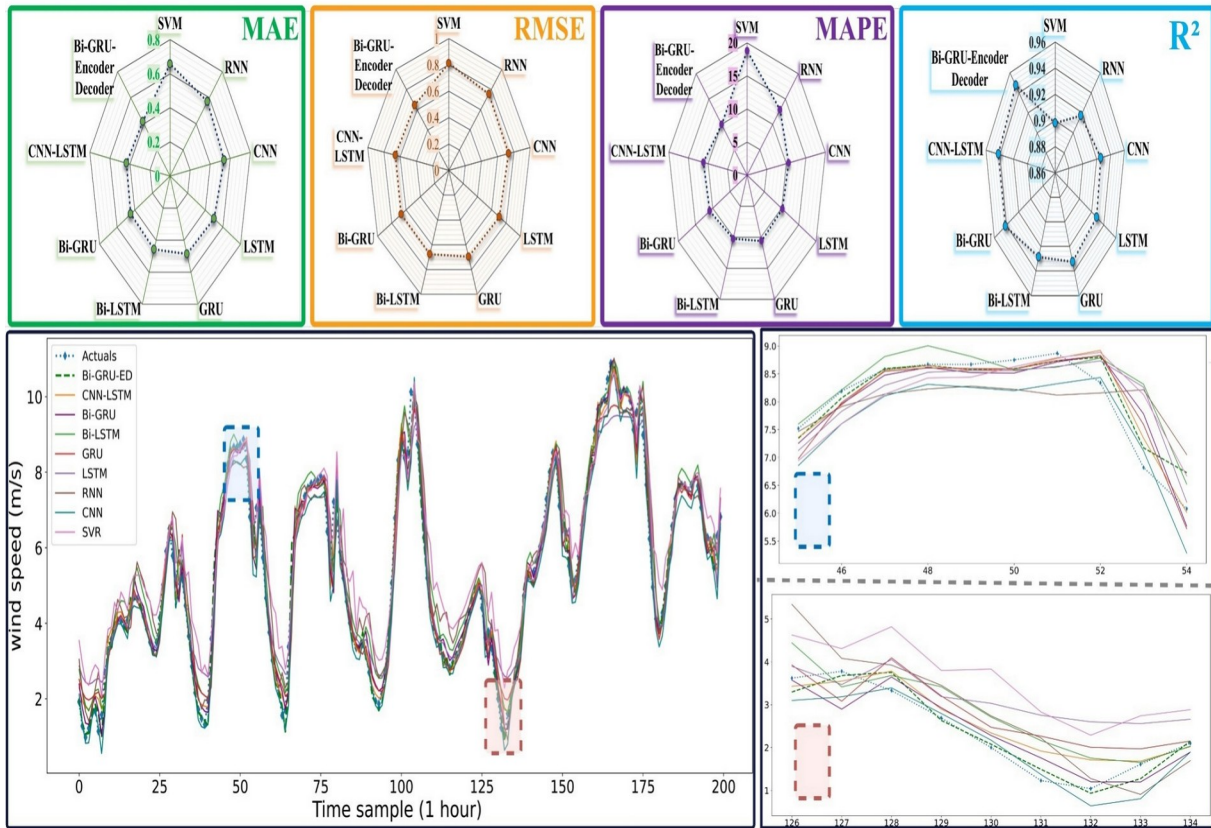 MAE
SVM
0.8
0.6
0.4
0.2
0
RNN
CNN
LSTM
GRU
Bi-LSTM
Bi-GRU
CNN-LSTM
Bi-GRU-
Encoder
Decoder
RMSE
SVM
1
0.8
0.6
0.4
0.2
0
RNN
CNN
LSTM
GRU
Bi-LSTM
Bi-GRU
CNN-
LSTM
Bi-GRU-
Encoder-
Decoder
MAPE
SVM
20
15
10
5
0
RNN
CNN
LSTM
GRU
Bi-LSTM
Bi-GRU
CNN-LSTM
Bi-GRU-
Encoder
Decoder
R²
SVM
0.96
0.94
0.92
0.9
0.88
0.86
RNN
CNN
LSTM
GRU
Bi-LSTM
Bi-GRU
CNN-LSTM
Bi-GRU-Encoder
Decoder
Actuals
Bi-GRU-ED
CNN-LSTM
Bi-GRU
Bi-LSTM
GRU
LSTM
RNN
CNN
SVR
wind speed (m/s)
10
8
6
4
2
0 25 50 75 100 125 150 175 200
Time sample (1 hour)
9.0
8.5
8.0
7.5
7.0
6.5
6.0
5.5
46 48 50 52 54
5
4
3
2
1
126 127 128 129 130 131 132 133 134